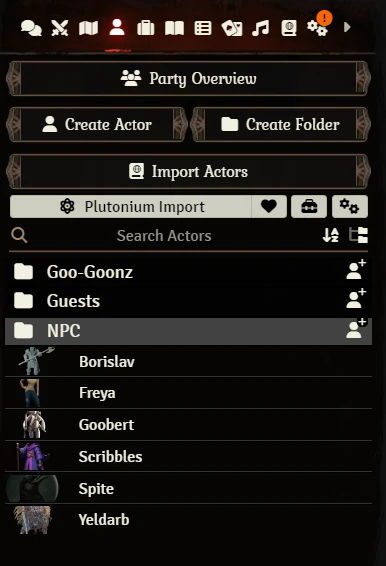 !
Party Overview
Create Actor
Create Folder
Import Actors
Plutonium Import
Search Actors
Goo-Goonz
Guests
NPC
Borislav
Freya
Goobert
Scribbles
Spite
Yeldarb